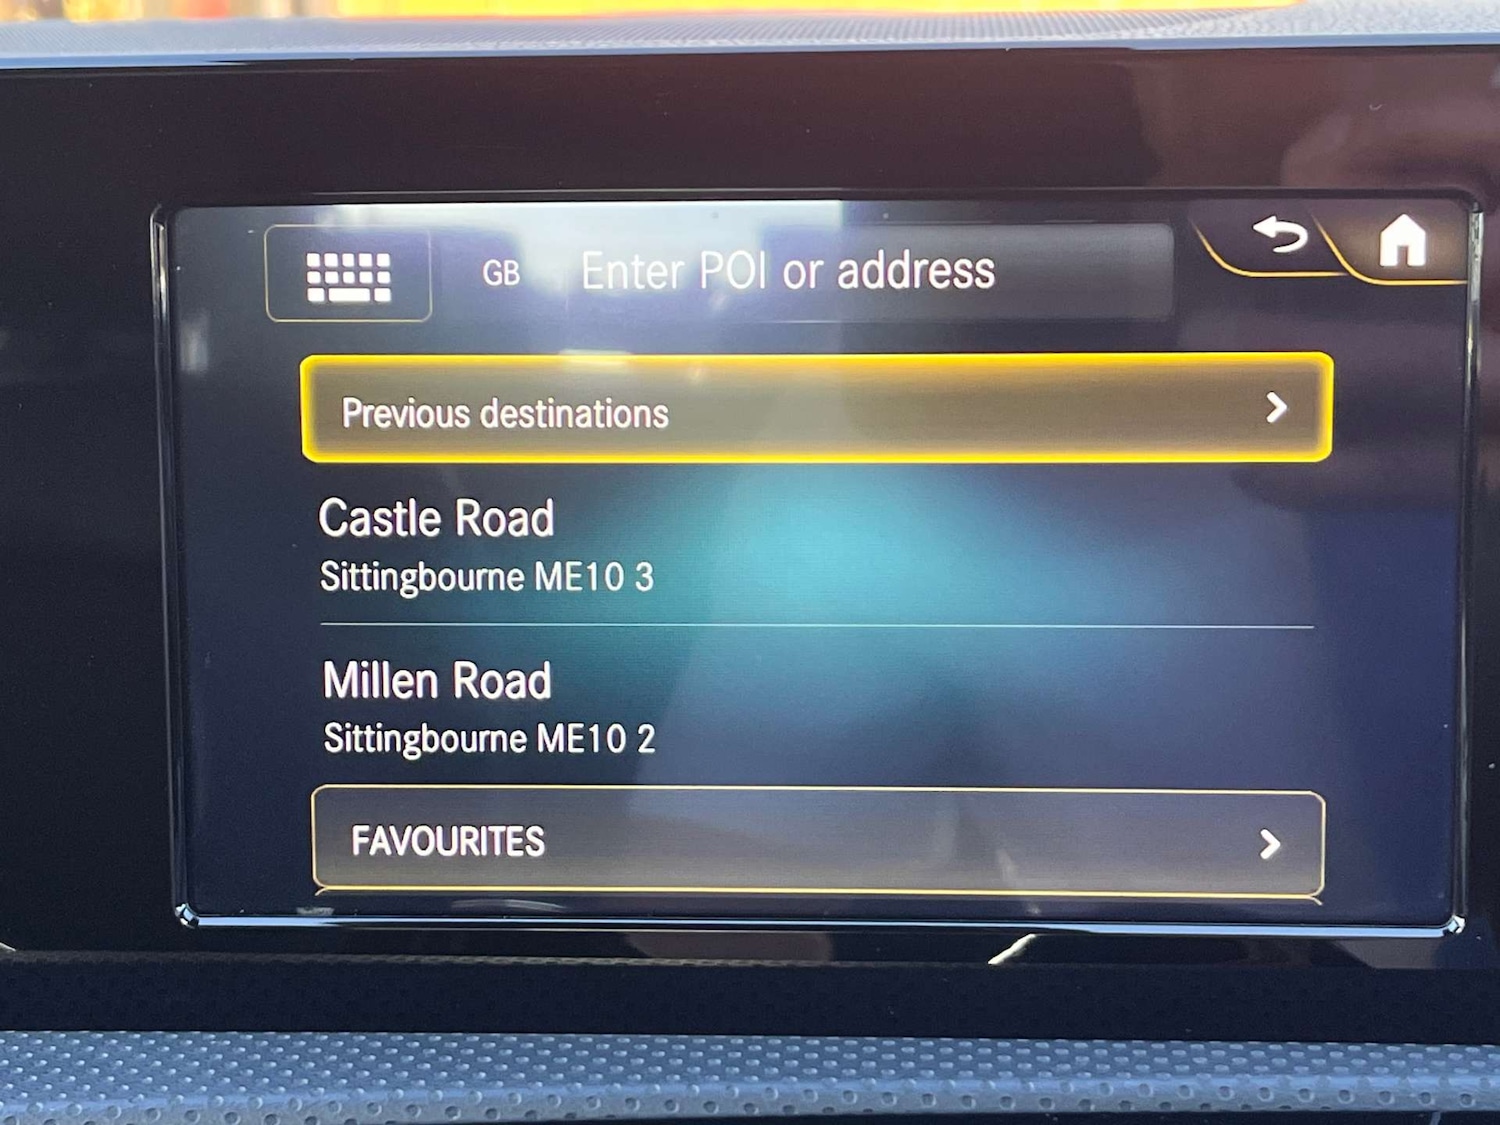 GB Enter POI or address
Previous destinations
Castle Road
Sittingbourne ME10 3
Millen Road
Sittingbourne ME10 2
FAVOURITES